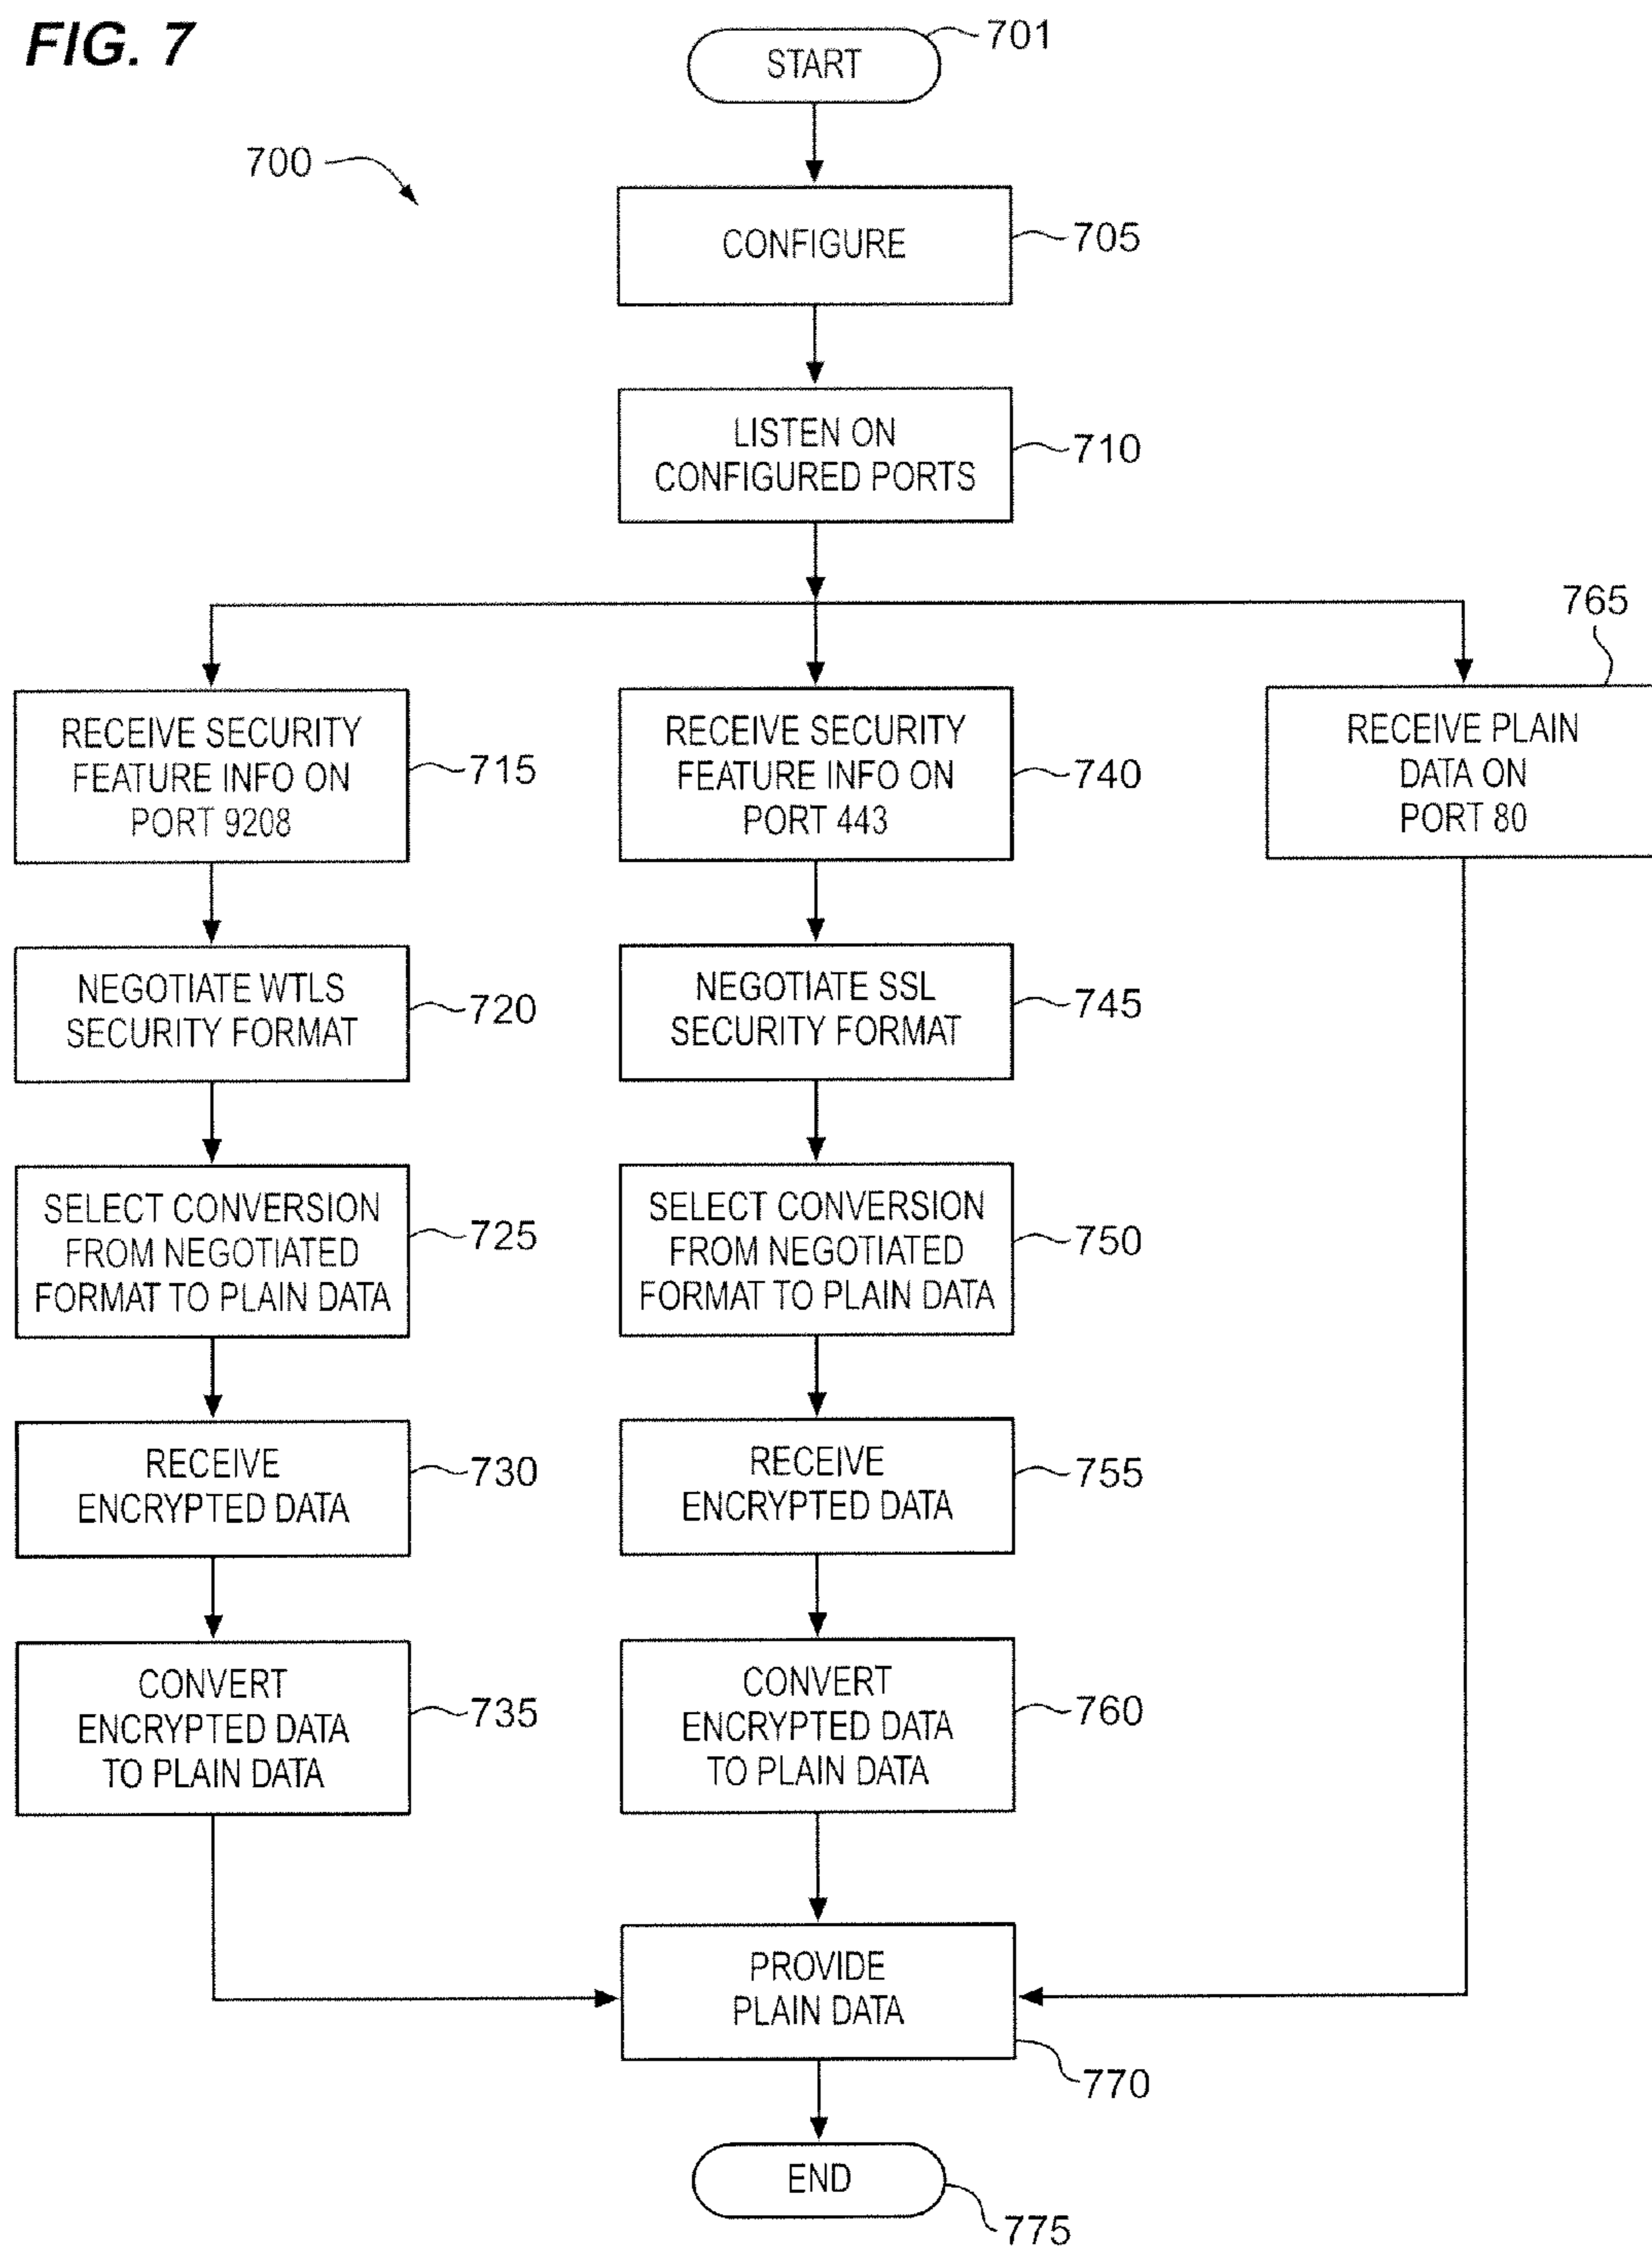 FIG. 7
START
701
700
CONFIGURE
705
LISTEN ON
CONFIGURED PORTS
710
765
RECEIVE SECURITY
FEATURE INFO ON
PORT 9208
715
RECEIVE SECURITY
FEATURE INFO ON
PORT 443
740
RECEIVE PLAIN
DATA ON
PORT 80
NEGOTIATE WTLS
SECURITY FORMAT
720
NEGOTIATE SSL
SECURITY FORMAT
745
SELECT CONVERSION
FROM NEGOTIATED
FORMAT TO PLAIN DATA
725
SELECT CONVERSION
FROM NEGOTIATED
FORMAT TO PLAIN DATA
750
RECEIVE
ENCRYPTED DATA
730
RECEIVE
ENCRYPTED DATA
755
CONVERT
ENCRYPTED DATA
TO PLAIN DATA
735
CONVERT
ENCRYPTED DATA
TO PLAIN DATA
760
PROVIDE
PLAIN DATA
770
END
775